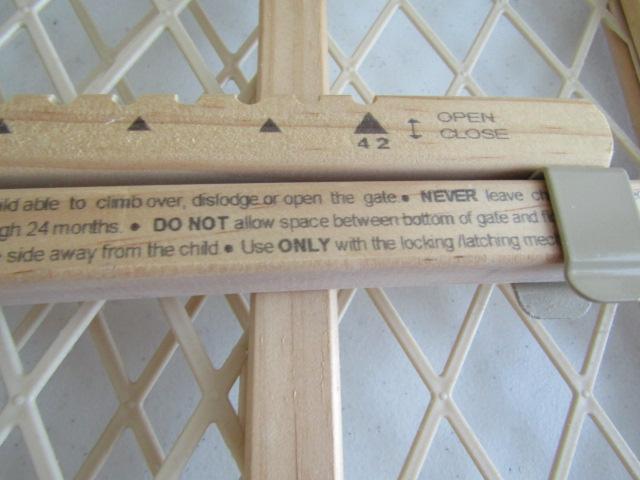 OPEN
CLOSE
42
able to climb over, dislodge or open the gate. • NEVER leave
24 months. • DO NOT allow space between bottom of gate and
side away from the child • Use ONLY with the locking /latching